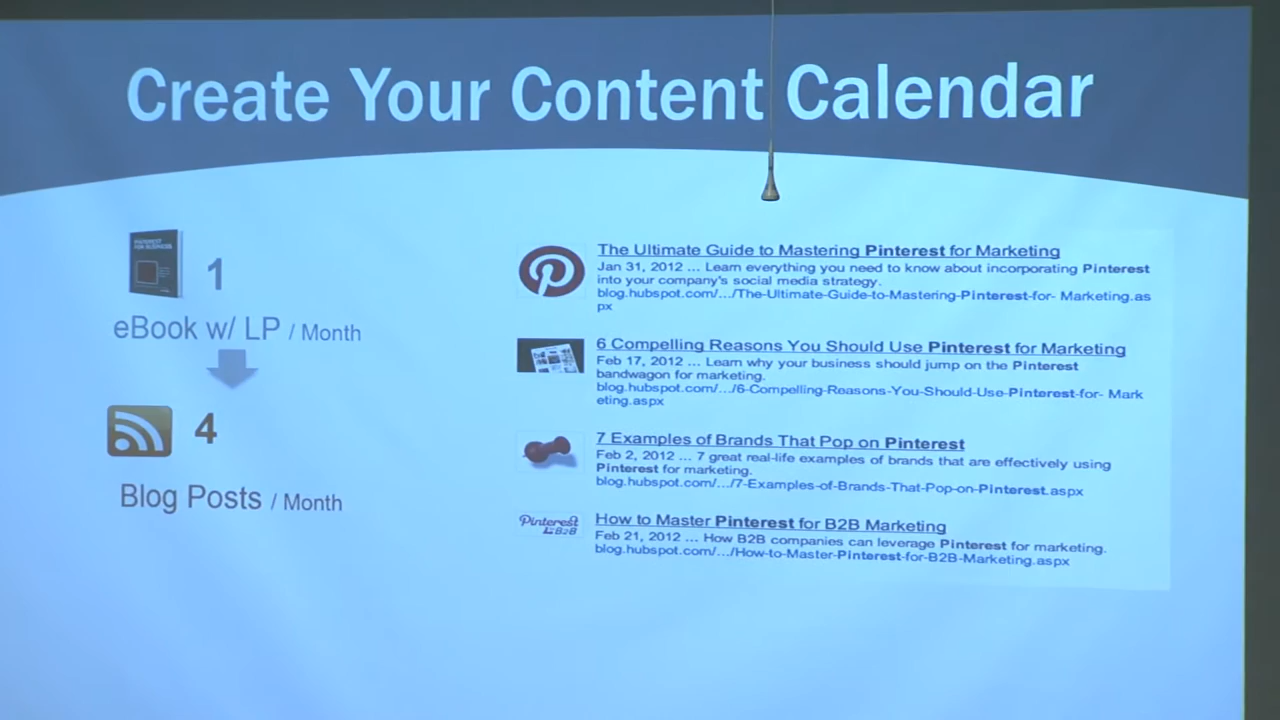 Create Your Content Calendar
PINTEREST
FOR BUSINESS
1
eBook w/ LP / Month
4
Blog Posts / Month
The Ultimate Guide to Mastering Pinterest for Marketing
Jan 31, 2012 ... Learn everything you need to know about incorporating Pinterest
into your company's social media strategy.
blog.hubspot.com/.../The-Ultimate-Guide-to-Mastering-Pinterest-for- Marketing.as
px
6 Compelling Reasons You Should Use Pinterest for Marketing
Feb 17, 2012 ... Learn why your business should jump on the Pinterest
bandwagon for marketing.
blog.hubspot.com/.../6-Compelling-Reasons-You-Should-Use-Pinterest-for- Mark
eting.aspx
7 Examples of Brands That Pop on Pinterest
Feb 2, 2012 ... 7 great real-life examples of brands that are effectively using
Pinterest for marketing.
blog.hubspot.com/.../7-Examples-of-Brands-That-Pop-on-Pinterest.aspx
Pinterest
for B2B
How to Master Pinterest for B2B Marketing
Feb 21, 2012 ... How B2B companies can leverage Pinterest for marketing.
blog.hubspot.com/.../How-to-Master-Pinterest-for-B2B-Marketing.aspx